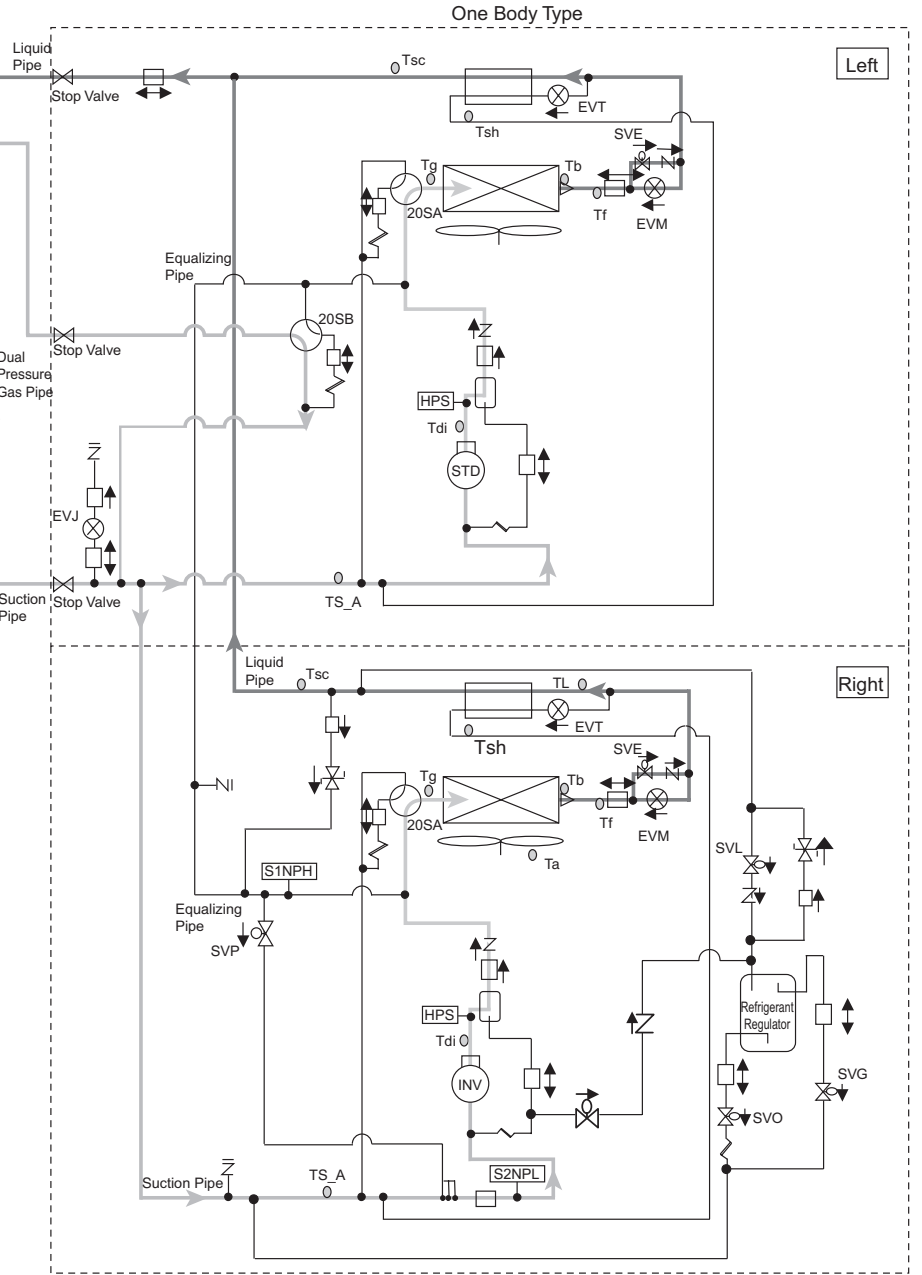 One Body Type
Liquid
Pipe
Stop Valve
Tsc
Left
EVT
Tsh
SVE
Tg
Tb
20SA
Tf
EVM
Equalizing
Pipe
20SB
Stop Valve
Dual
Pressure
Gas Pipe
HPS
Tdi
STD
EVJ
Suction
Pipe
Stop Valve
TS_A
Liquid
Pipe
Tsc
TL
Right
EVT
Tsh
SVE
Tg
Tb
20SA
Tf
EVM
Ta
SVL
S1NPH
Equalizing
Pipe
SVP
HPS
Tdi
INV
Refrigerant
Regulator
SVG
SVO
Suction Pipe
TS_A
S2NPL